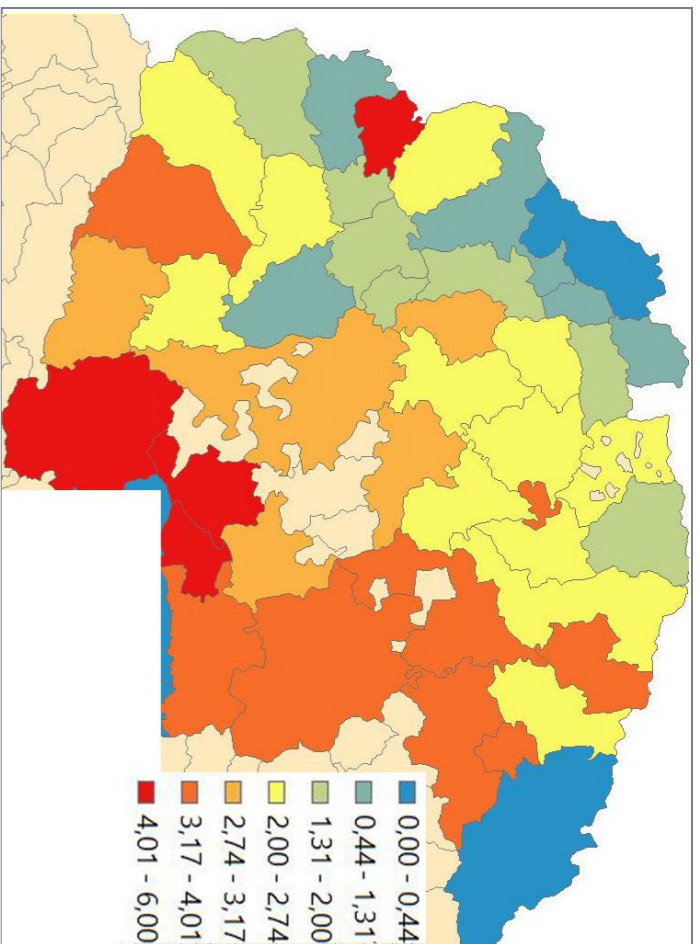 0,00 - 0,44
0,44 - 1,31
1,31 - 2,00
2,00 - 2,74
2,74 - 3,17
3,17 - 4,01
4,01 - 6,00